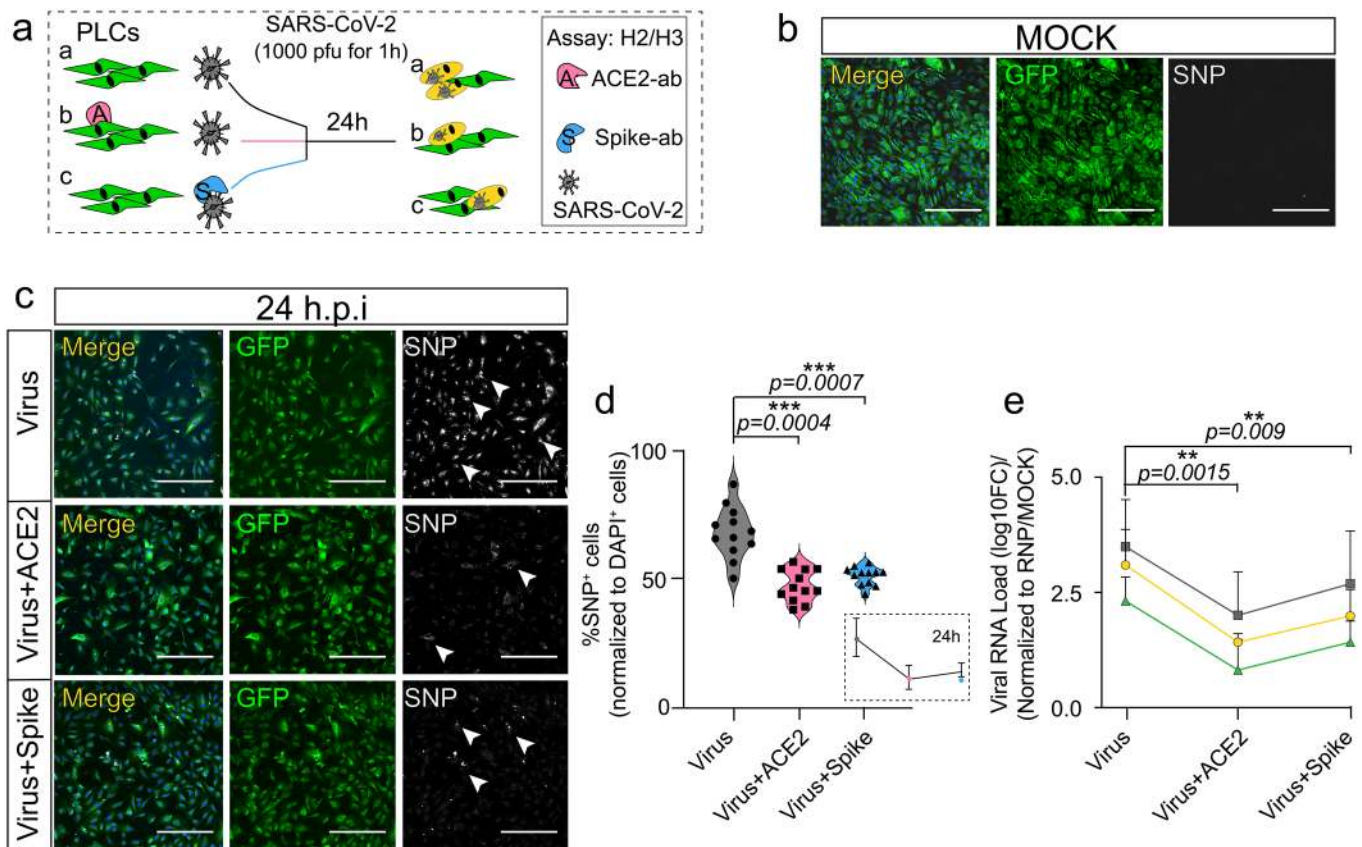 a
PLCs
SARS-CoV-2
(1000 pfu for 1h)
a
b
c
A
S
24h
a
b
c
Assay: H2/H3
A ACE2-ab
S Spike-ab
SARS-CoV-2
b
MOCK
Merge
GFP
SNP
c
24 h.p.i
Virus
Merge
GFP
SNP
Virus+ACE2
Merge
GFP
SNP
Virus+Spike
Merge
GFP
SNP
d
***
p=0.0007
***
p=0.0004
%SNP+ cells
(normalized to DAPI+ cells)
100
50
0
24h
Virus
Virus+ACE2
Virus+Spike
e
**
p=0.009
**
p=0.0015
Viral RNA Load (log10FC)/
(Normalized to RNP/MOCK)
5.0
2.5
0.0
Virus
Virus+ACE2
Virus+Spike